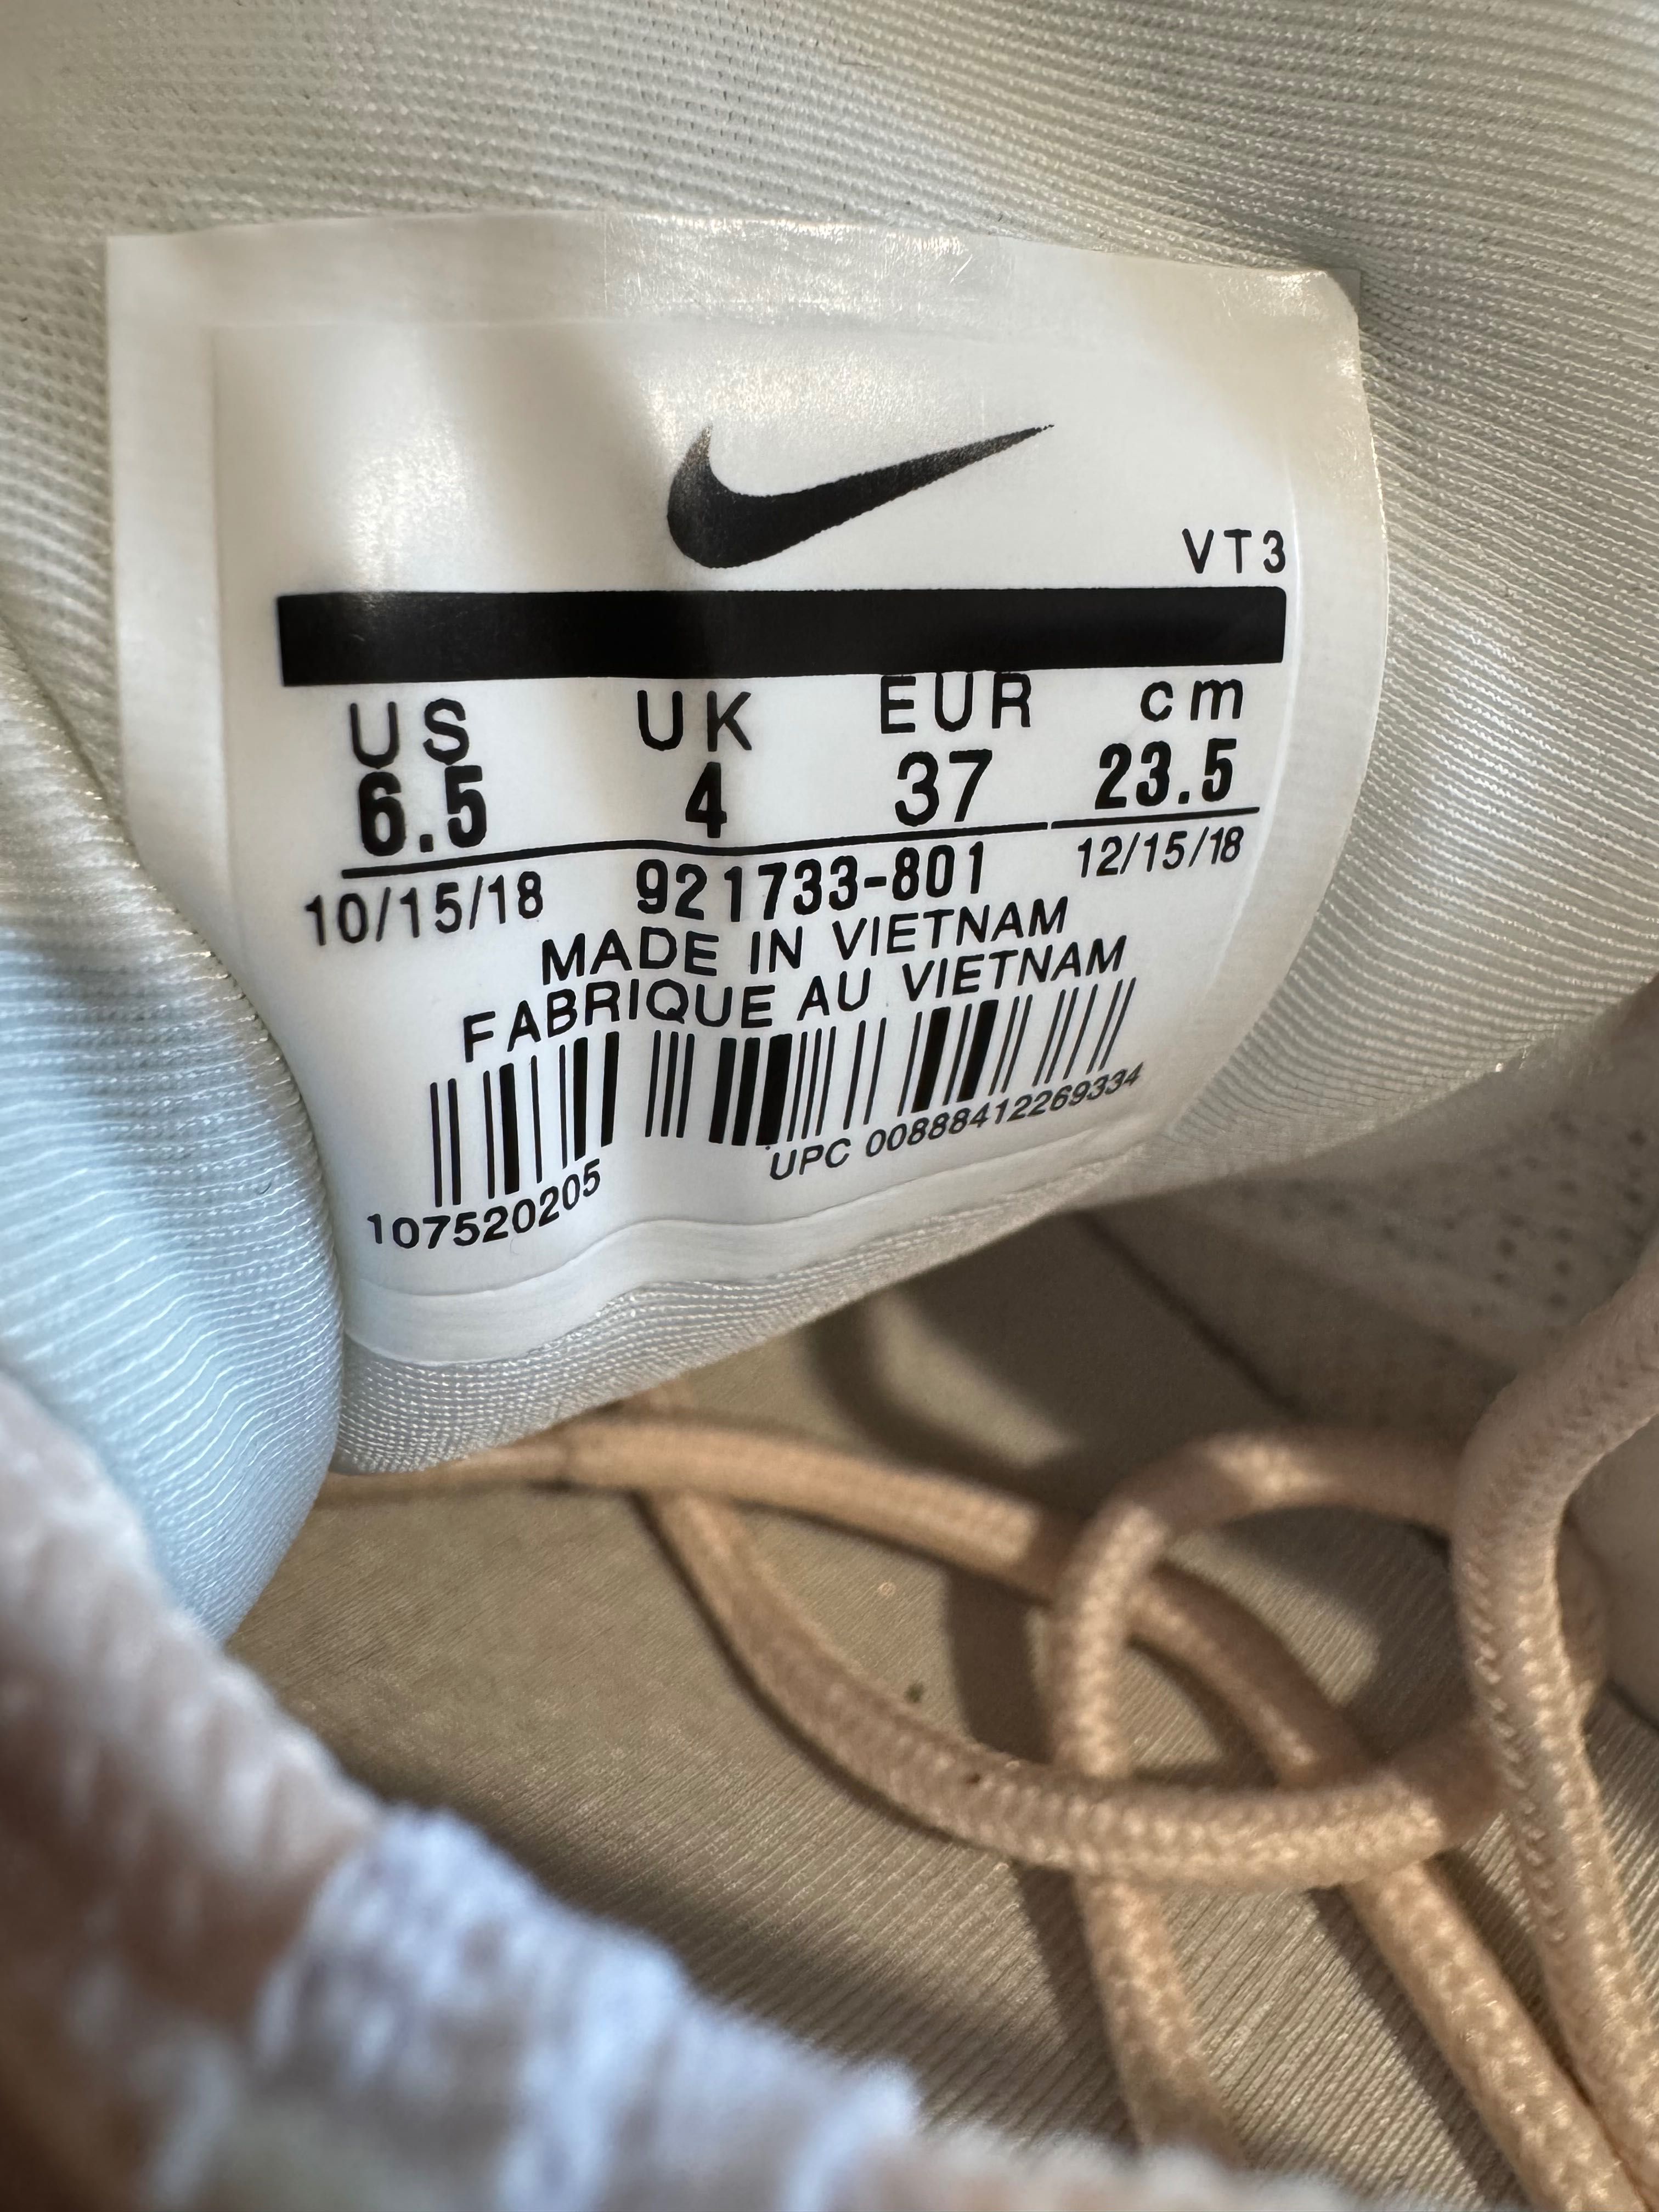 VT3
US UK EUR cm
6.5 4 37 23.5
10/15/18 921733-801 12/15/18
MADE IN VIETNAM
FABRIQUE AU VIETNAM
107520205 UPC 00888412269334